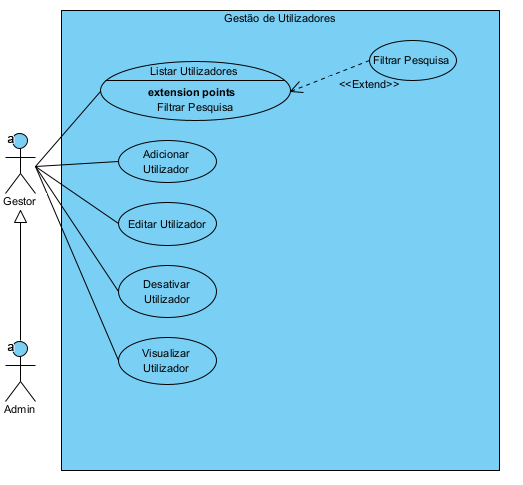 Gestão de Utilizadores
Listar Utilizadores
extension points
Filtrar Pesquisa
Filtrar Pesquisa
<<Extend>>
a
Gestor
Adicionar
Utilizador
Editar Utilizador
Desativar
Utilizador
Visualizar
Utilizador
a
Admin